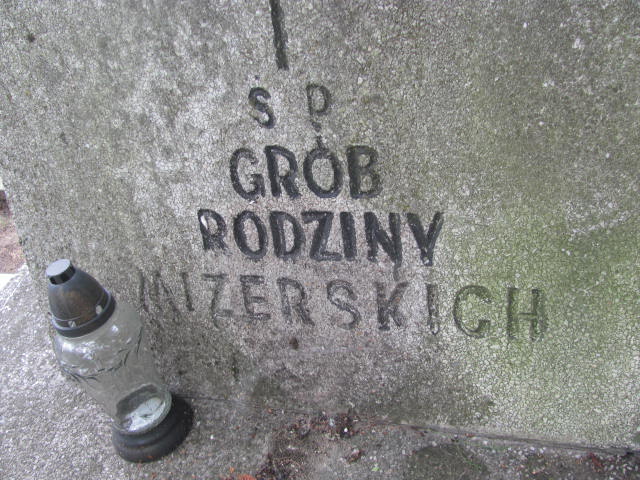 Ś P
GRÓB
RODZINY
MIZERSKICH